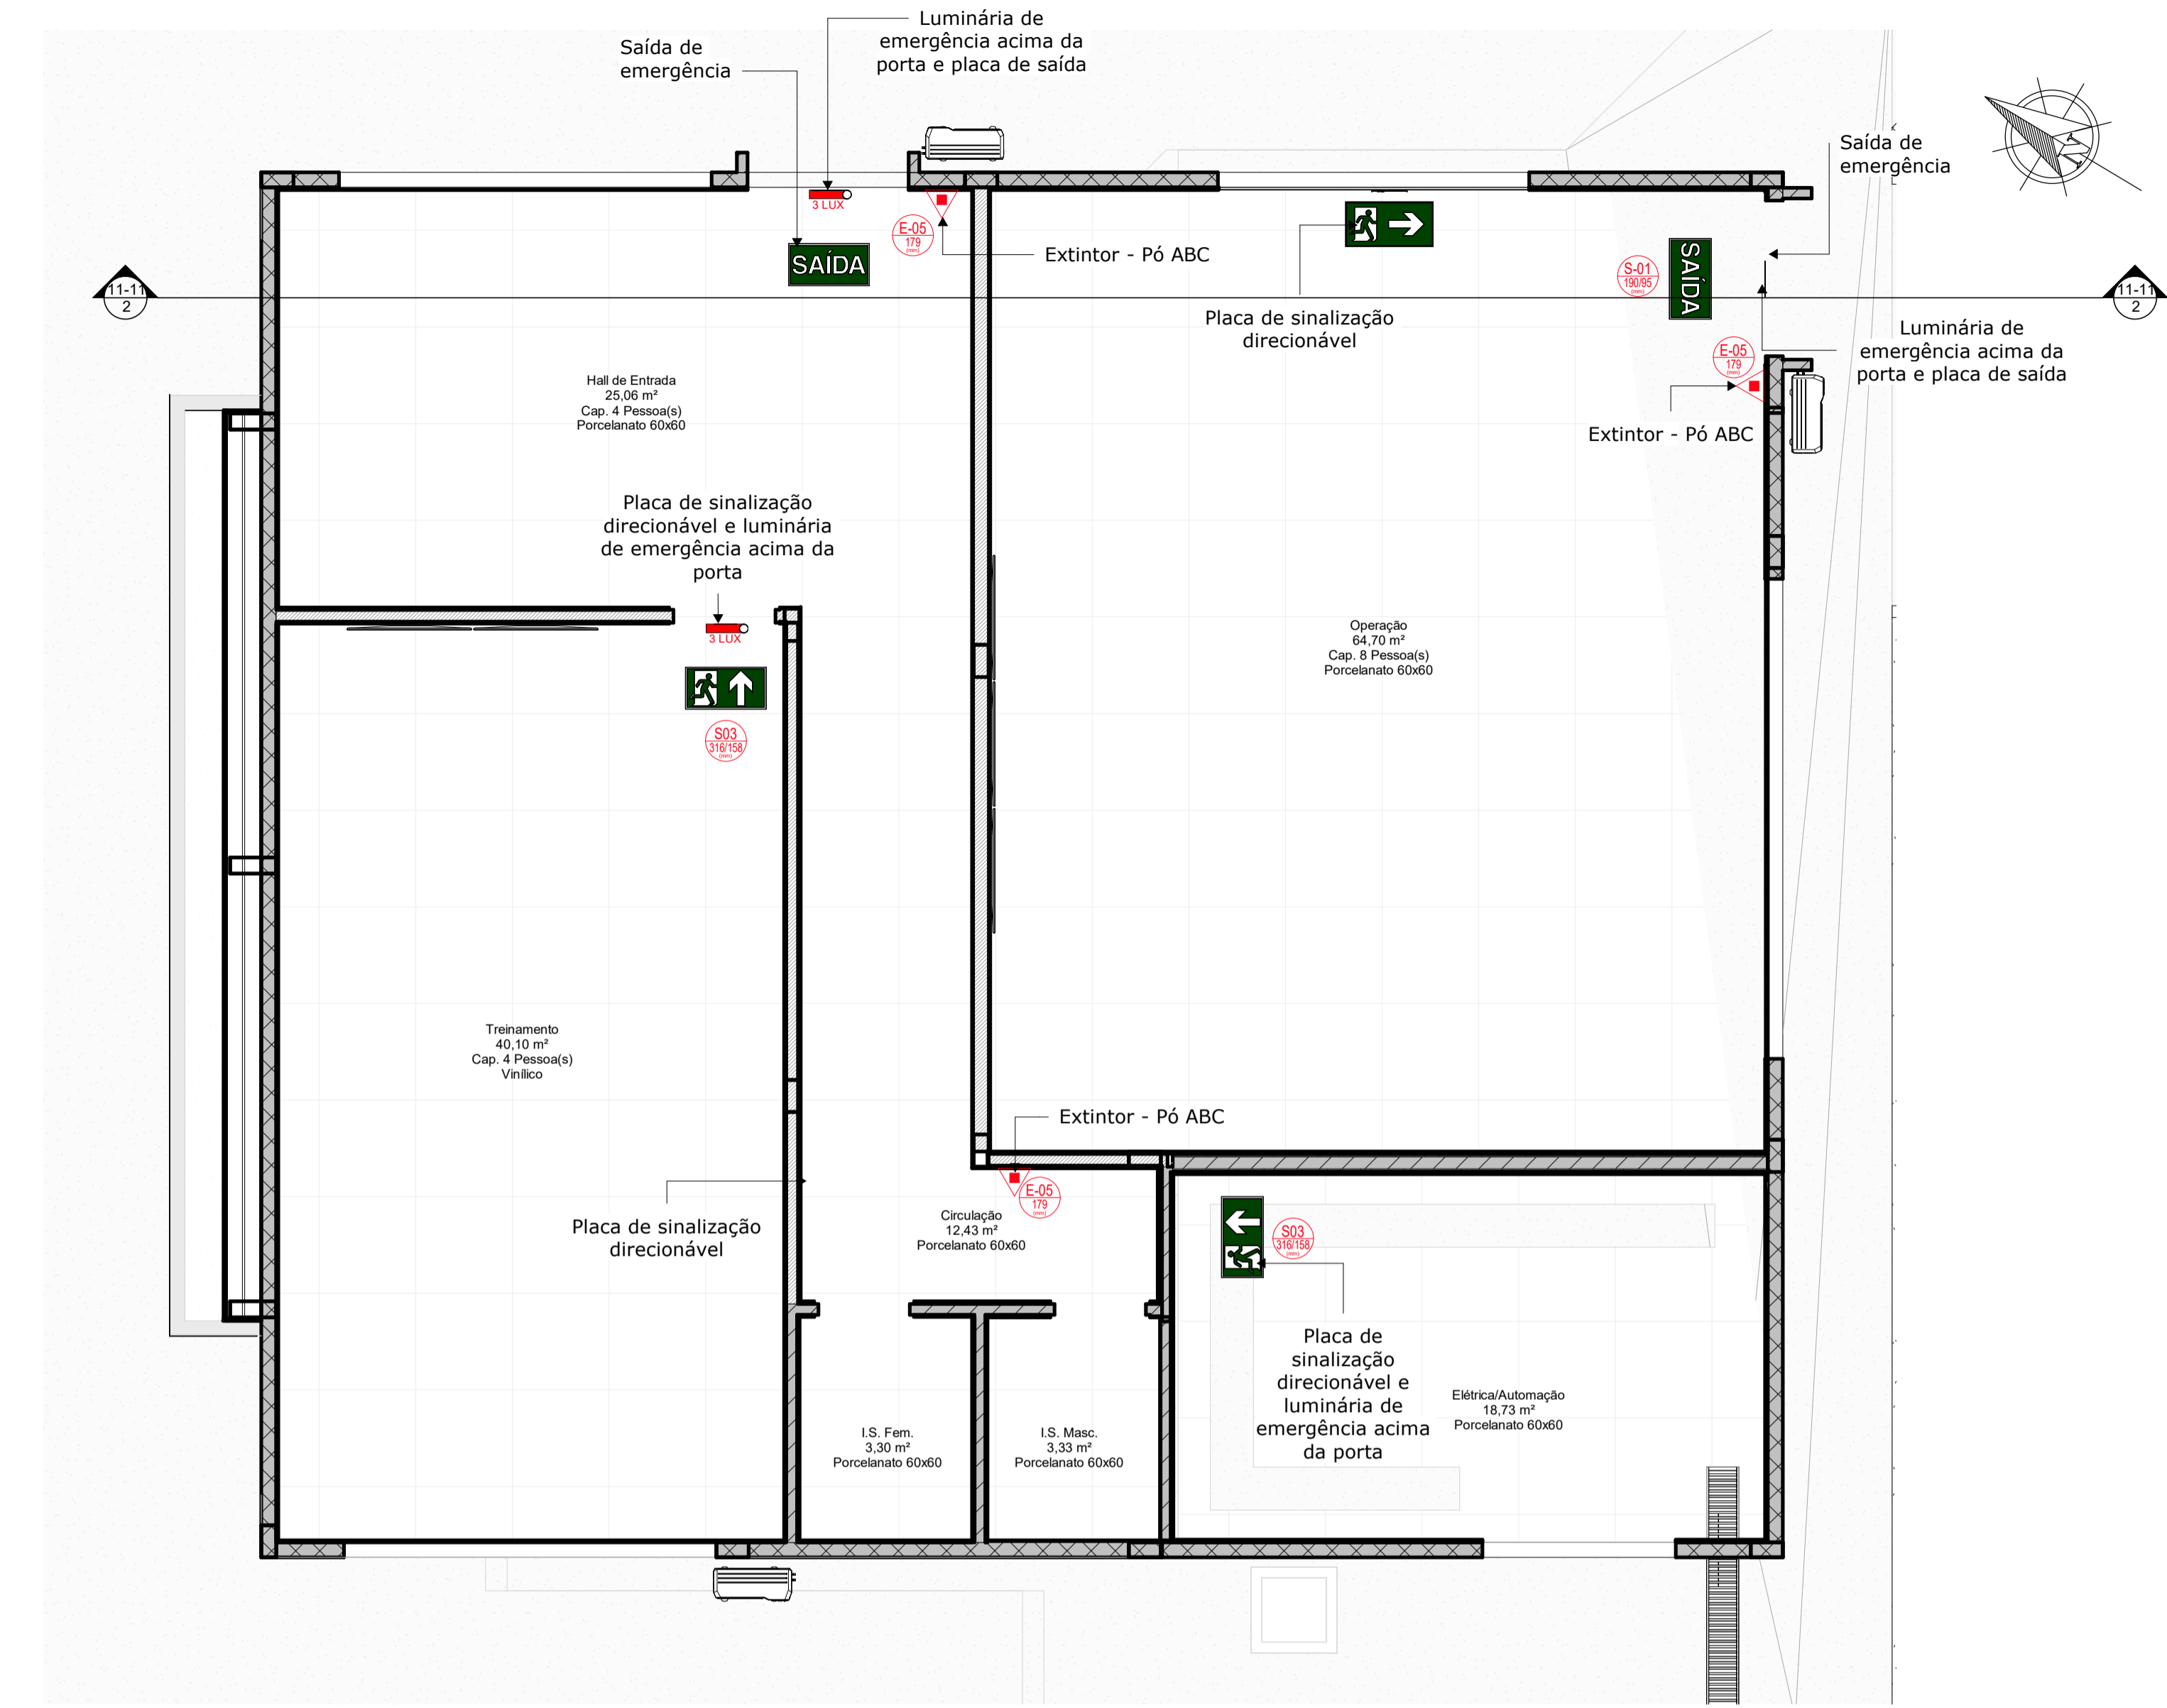 Luminária de
emergência acima da
porta e placa de saída
Saída de
emergência
Saída de
emergência
3 LUX
E-05
179
(mm)
Extintor - Pó ABC
SAÍDA
S-01
190/95
(mm)
SAÍDA
11-11
2
11-11
2
Placa de sinalização
direcionável
Luminária de
emergência acima da
porta e placa de saída
E-05
179
(mm)
Extintor - Pó ABC
Hall de Entrada
25,06 m²
Cap. 4 Pessoa(s)
Porcelanato 60x60
Placa de sinalização
direcionável e luminária
de emergência acima da
porta
3 LUX
S03
316/158
(mm)
Operação
64,70 m²
Cap. 8 Pessoa(s)
Porcelanato 60x60
Treinamento
40,10 m²
Cap. 4 Pessoa(s)
Vinílico
Extintor - Pó ABC
E-05
179
(mm)
Placa de sinalização
direcionável
Circulação
12,43 m²
Porcelanato 60x60
S03
316/158
(mm)
Placa de
sinalização
direcionável e
luminária de
emergência acima
da porta
Elétrica/Automação
18,73 m²
Porcelanato 60x60
I.S. Fem.
3,30 m²
Porcelanato 60x60
I.S. Masc.
3,33 m²
Porcelanato 60x60